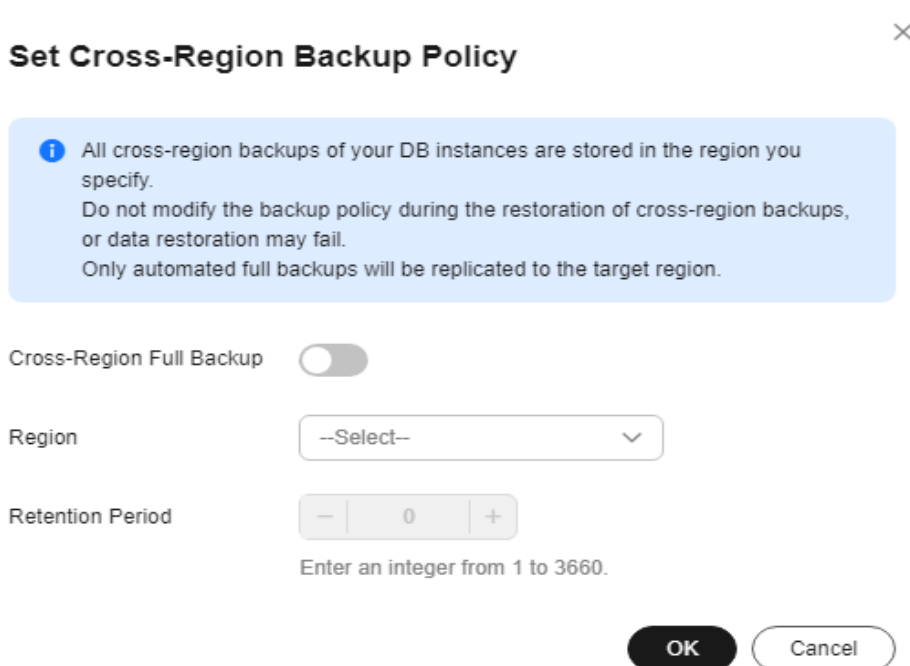 Set Cross-Region Backup Policy
All cross-region backups of your DB instances are stored in the region you
specify.
Do not modify the backup policy during the restoration of cross-region backups,
or data restoration may fail.
Only automated full backups will be replicated to the target region.
Cross-Region Full Backup
Region
--Select--
Retention Period
0
Enter an integer from 1 to 3660.
OK
Cancel